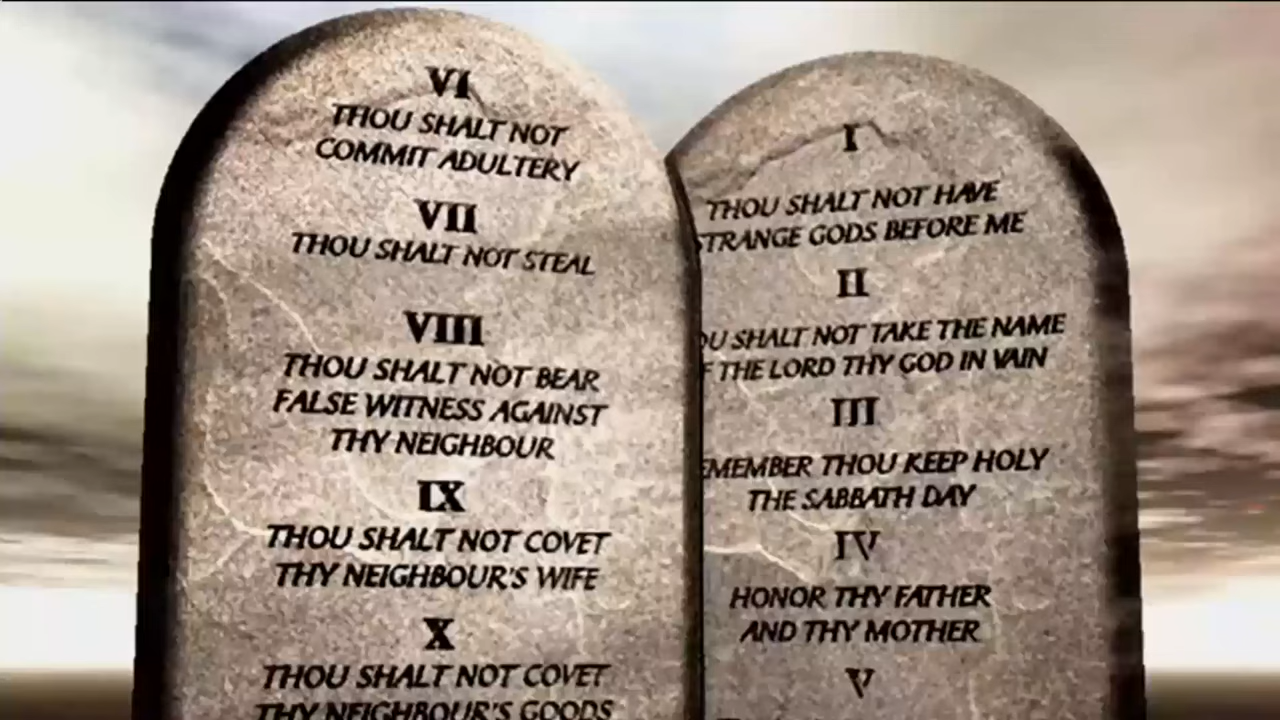 VI
THOU SHALT NOT
COMMIT ADULTERY
VII
THOU SHALT NOT STEAL
VIII
THOU SHALT NOT BEAR
FALSE WITNESS AGAINST
THY NEIGHBOUR
IX
THOU SHALT NOT COVET
THY NEIGHBOUR'S WIFE
X
THOU SHALT NOT COVET
THY NEIGHBOUR'S GOODS
I
THOU SHALT NOT HAVE
TRANGE GODS BEFORE ME
II
OU SHALT NOT TAKE THE NAME
F THE LORD THY GOD IN VAIN
III
EMEMBER THOU KEEP HOLY
THE SABBATH DAY
IV
HONOR THY FATHER
AND THY MOTHER
V